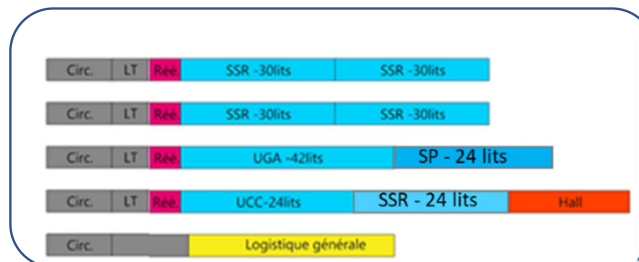 Circ. LT Réé. SSR -30lits SSR -30lits
Circ. LT Réé. SSR -30lits SSR -30lits
Circ. LT Réé. UGA -42lits SP - 24 lits
Circ. LT Réé. UCC-24lits SSR - 24 lits Hall
Circ. Logistique générale